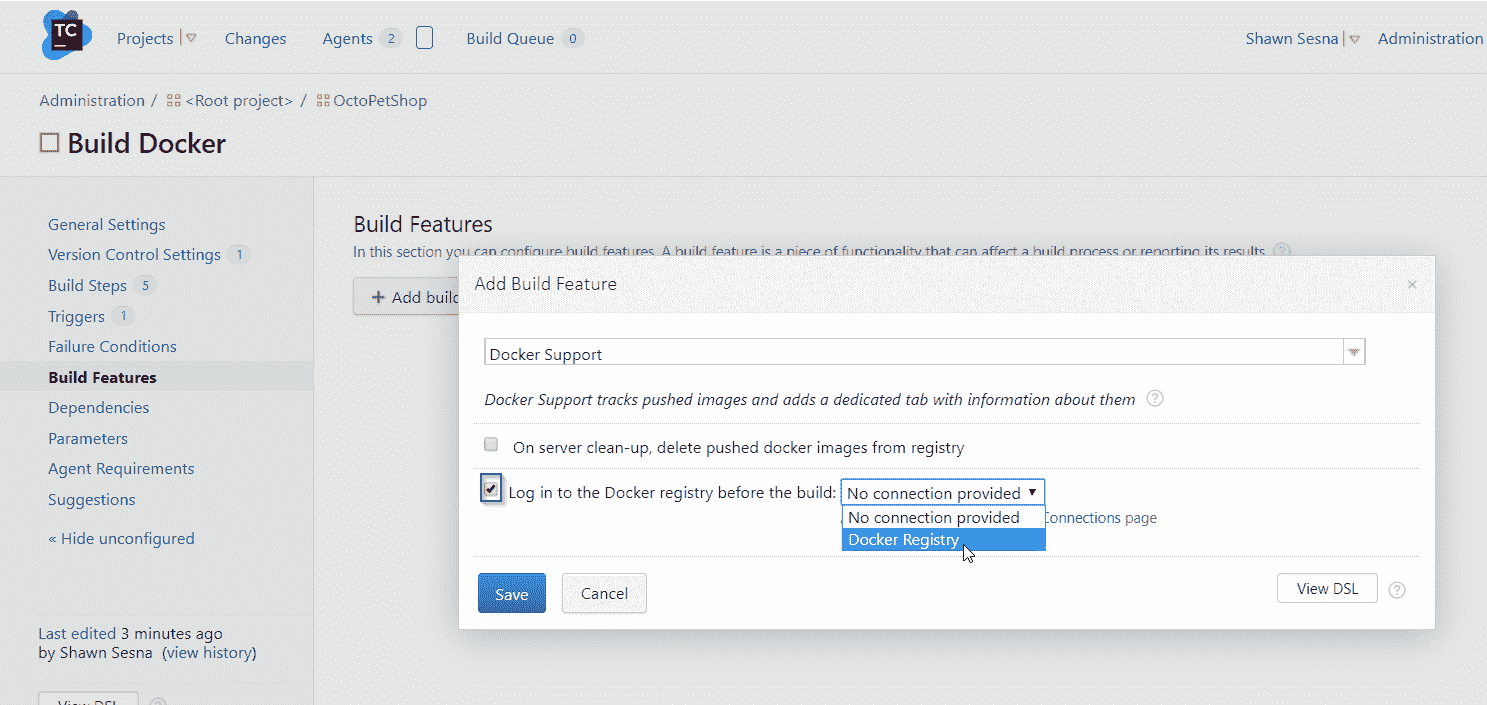 TC
Projects Changes Agents 2 Build Queue 0 Shawn Sesna Administration
Administration / <Root project> / OctoPetShop
Build Docker
General Settings
Version Control Settings 1
Build Steps 5
Triggers 1
Failure Conditions
Build Features
Dependencies
Parameters
Agent Requirements
Suggestions
« Hide unconfigured
Last edited 3 minutes ago
by Shawn Sesna (view history)
View DSL ?
Build Features
In this section you can configure build features. A build feature is a piece of functionality that can affect a build process or reporting its results. ?
+ Add build
Add Build Feature ×
Docker Support
Docker Support tracks pushed images and adds a dedicated tab with information about them ?
On server clean-up, delete pushed docker images from registry
Log in to the Docker registry before the build: No connection provided
No connection provided
Connections page
Docker Registry
Save Cancel View DSL ?